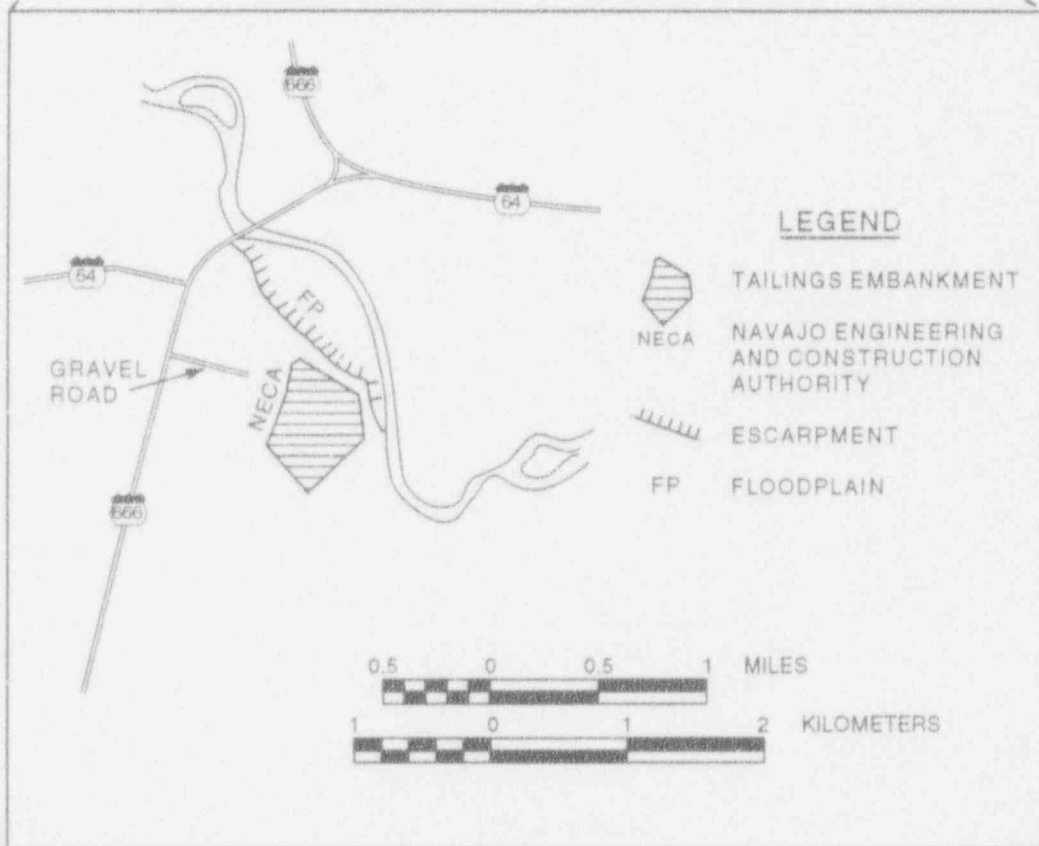 666
64
LEGEND
TAILINGS EMBANKMENT
64
FP
NECA
NAVAJO ENGINEERING
AND CONSTRUCTION
AUTHORITY
GRAVEL
ROAD
NECA
ESCARPMENT
FP
FLOODPLAIN
666
0.5 0 0.5 1 MILES
1 0 1 2 KILOMETERS